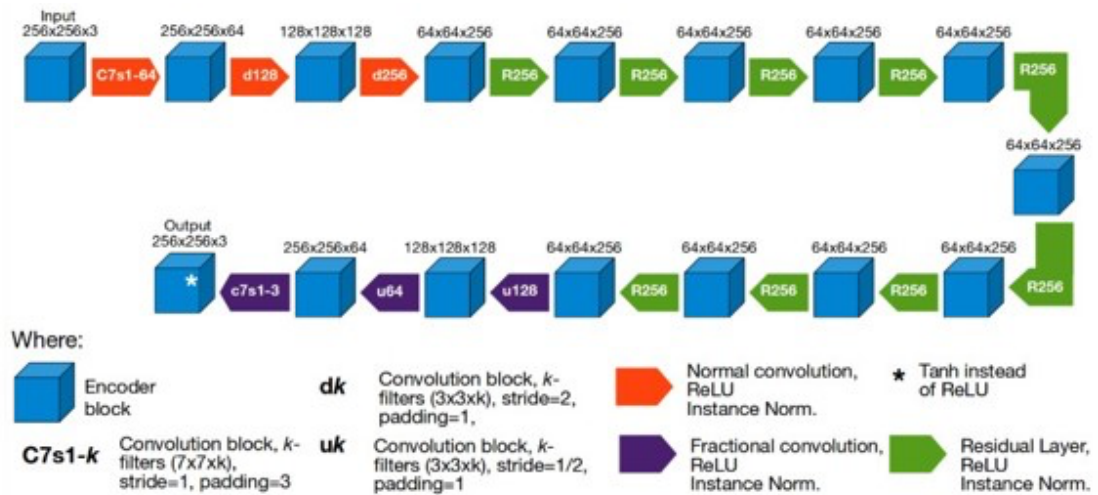 Input
256x256x3
256x256x64
128x128x128
64x64x256
64x64x256
64x64x256
64x64x256
64x64x256
C7s1-64
d128
d256
R256
R256
R256
R256
R256
64x64x256
Output
256x256x3
256x256x64
128x128x128
64x64x256
64x64x256
64x64x256
64x64x256
*
c7s1-3
u64
u128
R256
R256
R256
R256
Where:
Encoder
block
C7s1-k
Convolution block, k-
filters (7x7xk),
stride=1, padding=3
dk
Convolution block, k-
filters (3x3xk), stride=2,
padding=1,
uk
Convolution block, k-
filters (3x3xk), stride=1/2,
padding=1
Normal convolution,
ReLU
Instance Norm.
Fractional convolution,
ReLU
Instance Norm.
* Tanh instead
of ReLU
Residual Layer,
ReLU
Instance Norm.